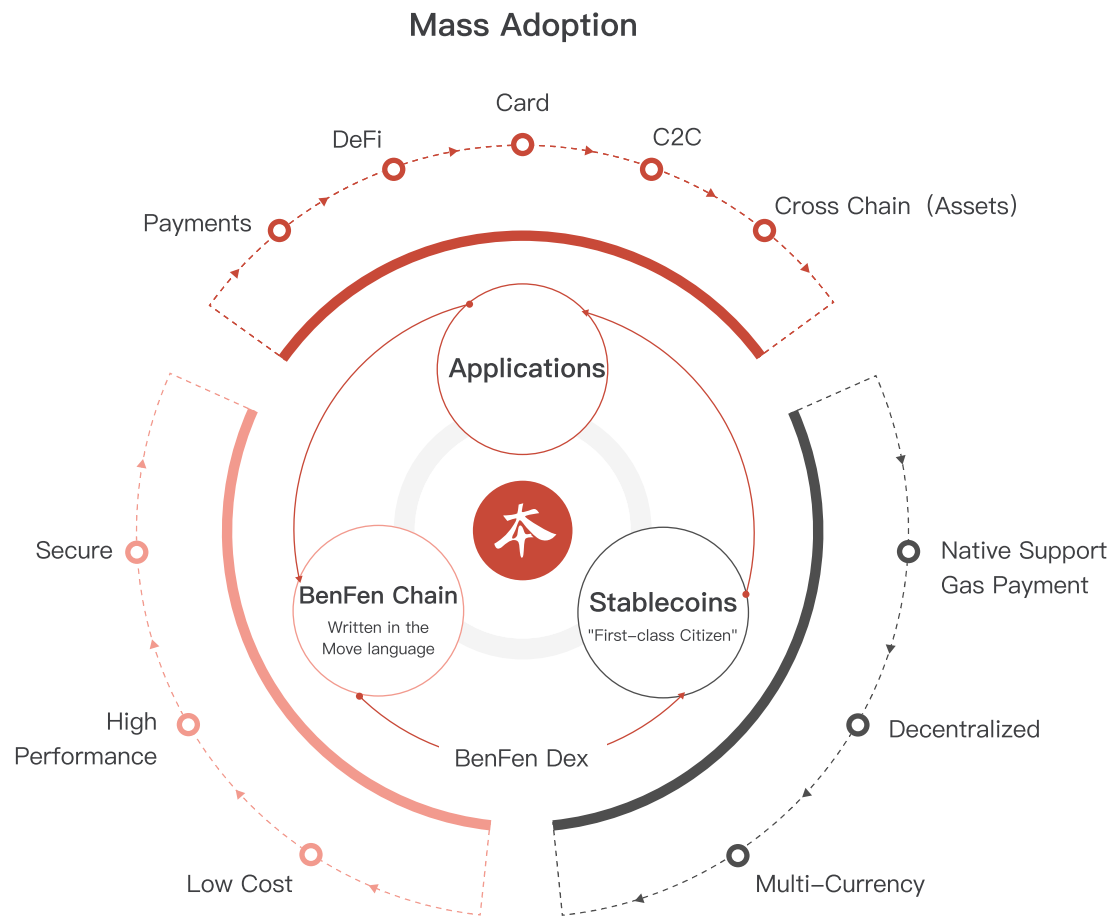 Mass Adoption
Card
DeFi
C2C
Payments
Cross Chain（Assets）
Applications
本
Secure
Native Support
Gas Payment
BenFen Chain
Written in the
Move language
Stablecoins
"First-class Citizen"
High
Performance
Decentralized
BenFen Dex
Low Cost
Multi-Currency